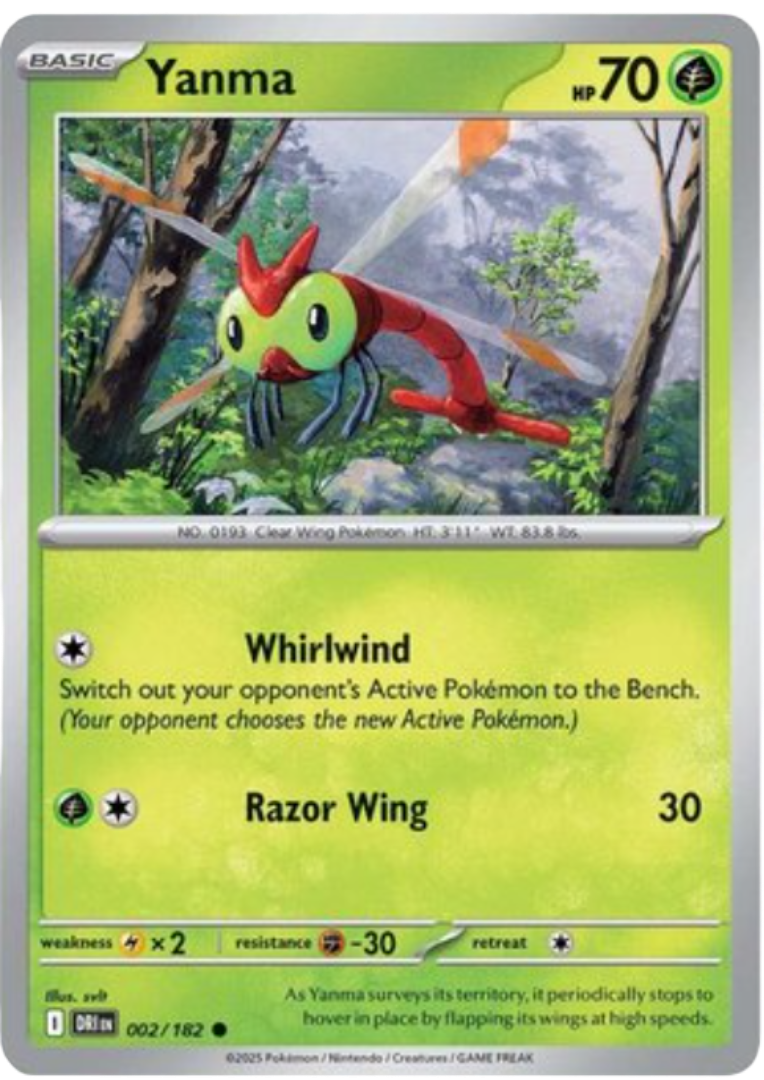 BASIC Yanma HP 70
NO. 0193 Clear Wing Pokémon HT: 3'11" WT: 83.8 lbs.
Whirlwind
Switch out your opponent's Active Pokémon to the Bench.
(Your opponent chooses the new Active Pokémon.)
Razor Wing 30
weakness ×2 resistance -30 retreat
Illus. svlt
As Yanma surveys its territory, it periodically stops to
hover in place by flapping its wings at high speeds.
I DRI EN 002/182
©2025 Pokémon / Nintendo / Creatures / GAME FREAK